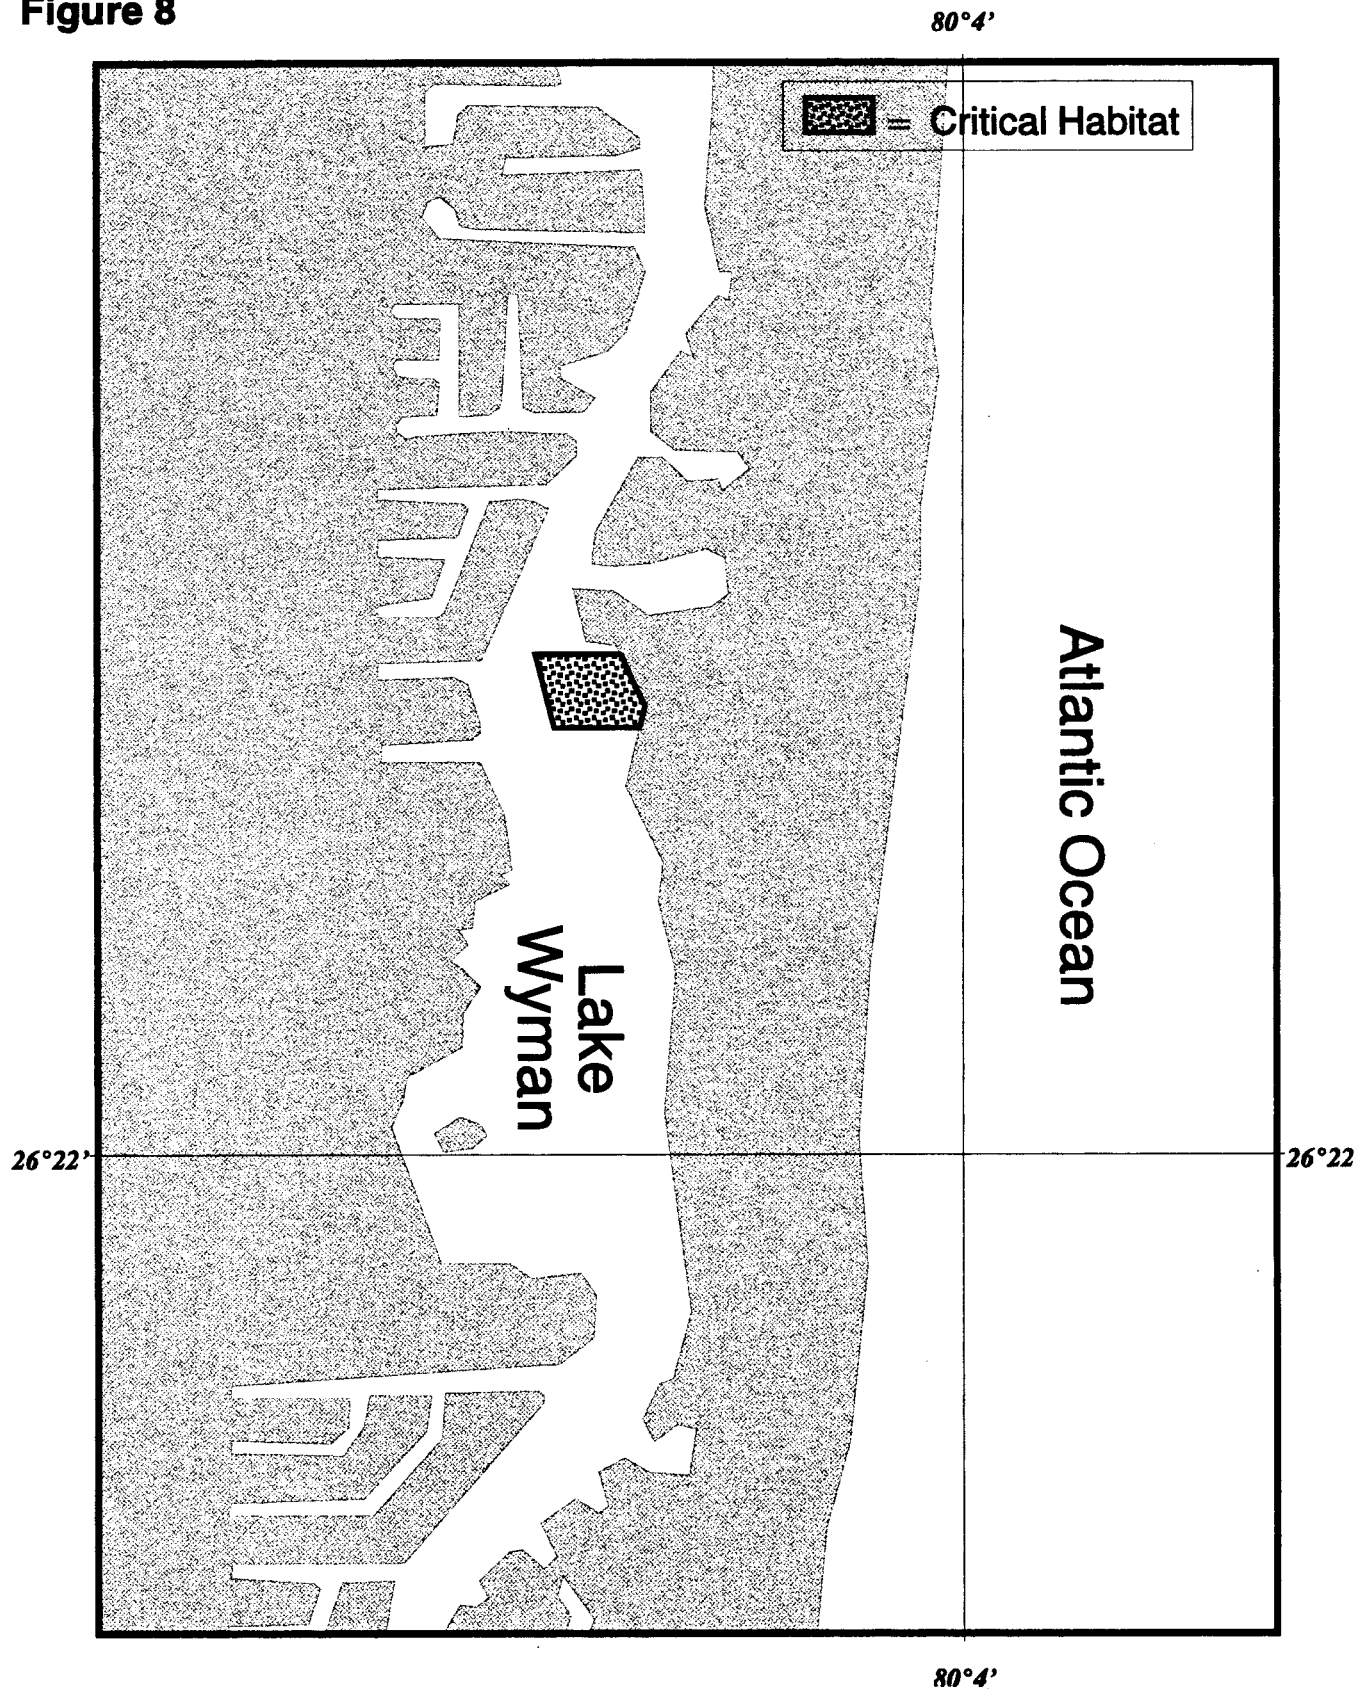 Figure 8
80°4’
= Critical Habitat
Atlantic Ocean
Lake
Wyman
26°22’
26°22
80°4’